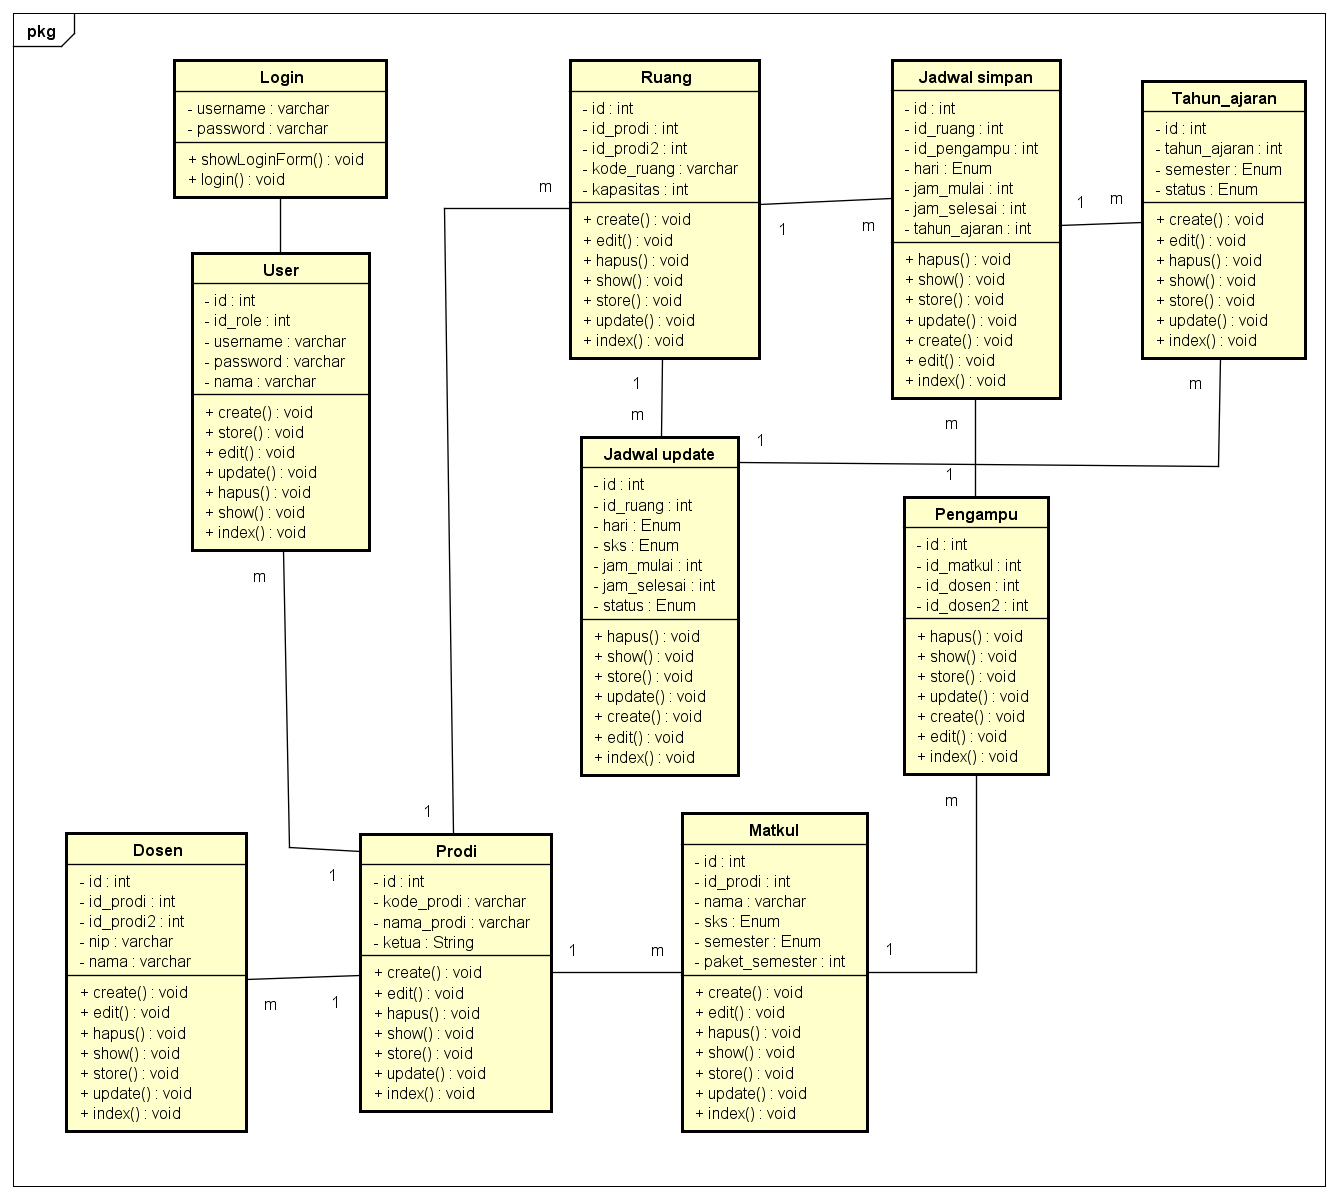 pkg
Login
- username : varchar
- password : varchar
+ showLoginForm() : void
+ login() : void
User
- id : int
- id_role : int
- username : varchar
- password : varchar
- nama : varchar
+ create() : void
+ store() : void
+ edit() : void
+ update() : void
+ hapus() : void
+ show() : void
+ index() : void
m
1
Ruang
- id : int
- id_prodi : int
- id_prodi2 : int
- kode_ruang : varchar
- kapasitas : int
+ create() : void
+ edit() : void
+ hapus() : void
+ show() : void
+ store() : void
+ update() : void
+ index() : void
m
1
1
m
1
m
Jadwal simpan
- id : int
- id_ruang : int
- id_pengampu : int
- hari : Enum
- jam_mulai : int
- jam_selesai : int
- tahun_ajaran : int
+ hapus() : void
+ show() : void
+ store() : void
+ update() : void
+ create() : void
+ edit() : void
+ index() : void
1
m
m
1
Tahun_ajaran
- id : int
- tahun_ajaran : int
- semester : Enum
- status : Enum
+ create() : void
+ edit() : void
+ hapus() : void
+ show() : void
+ store() : void
+ update() : void
+ index() : void
m
1
Jadwal update
- id : int
- id_ruang : int
- hari : Enum
- sks : Enum
- jam_mulai : int
- jam_selesai : int
- status : Enum
+ hapus() : void
+ show() : void
+ store() : void
+ update() : void
+ create() : void
+ edit() : void
+ index() : void
Pengampu
- id : int
- id_matkul : int
- id_dosen : int
- id_dosen2 : int
+ hapus() : void
+ show() : void
+ store() : void
+ update() : void
+ create() : void
+ edit() : void
+ index() : void
m
1
Dosen
- id : int
- id_prodi : int
- id_prodi2 : int
- nip : varchar
- nama : varchar
+ create() : void
+ edit() : void
+ hapus() : void
+ show() : void
+ store() : void
+ update() : void
+ index() : void
m
1
Prodi
- id : int
- kode_prodi : varchar
- nama_prodi : varchar
- ketua : String
+ create() : void
+ edit() : void
+ hapus() : void
+ show() : void
+ store() : void
+ update() : void
+ index() : void
1
m
Matkul
- id : int
- id_prodi : int
- nama : varchar
- sks : Enum
- semester : Enum
- paket_semester : int
+ create() : void
+ edit() : void
+ hapus() : void
+ show() : void
+ store() : void
+ update() : void
+ index() : void